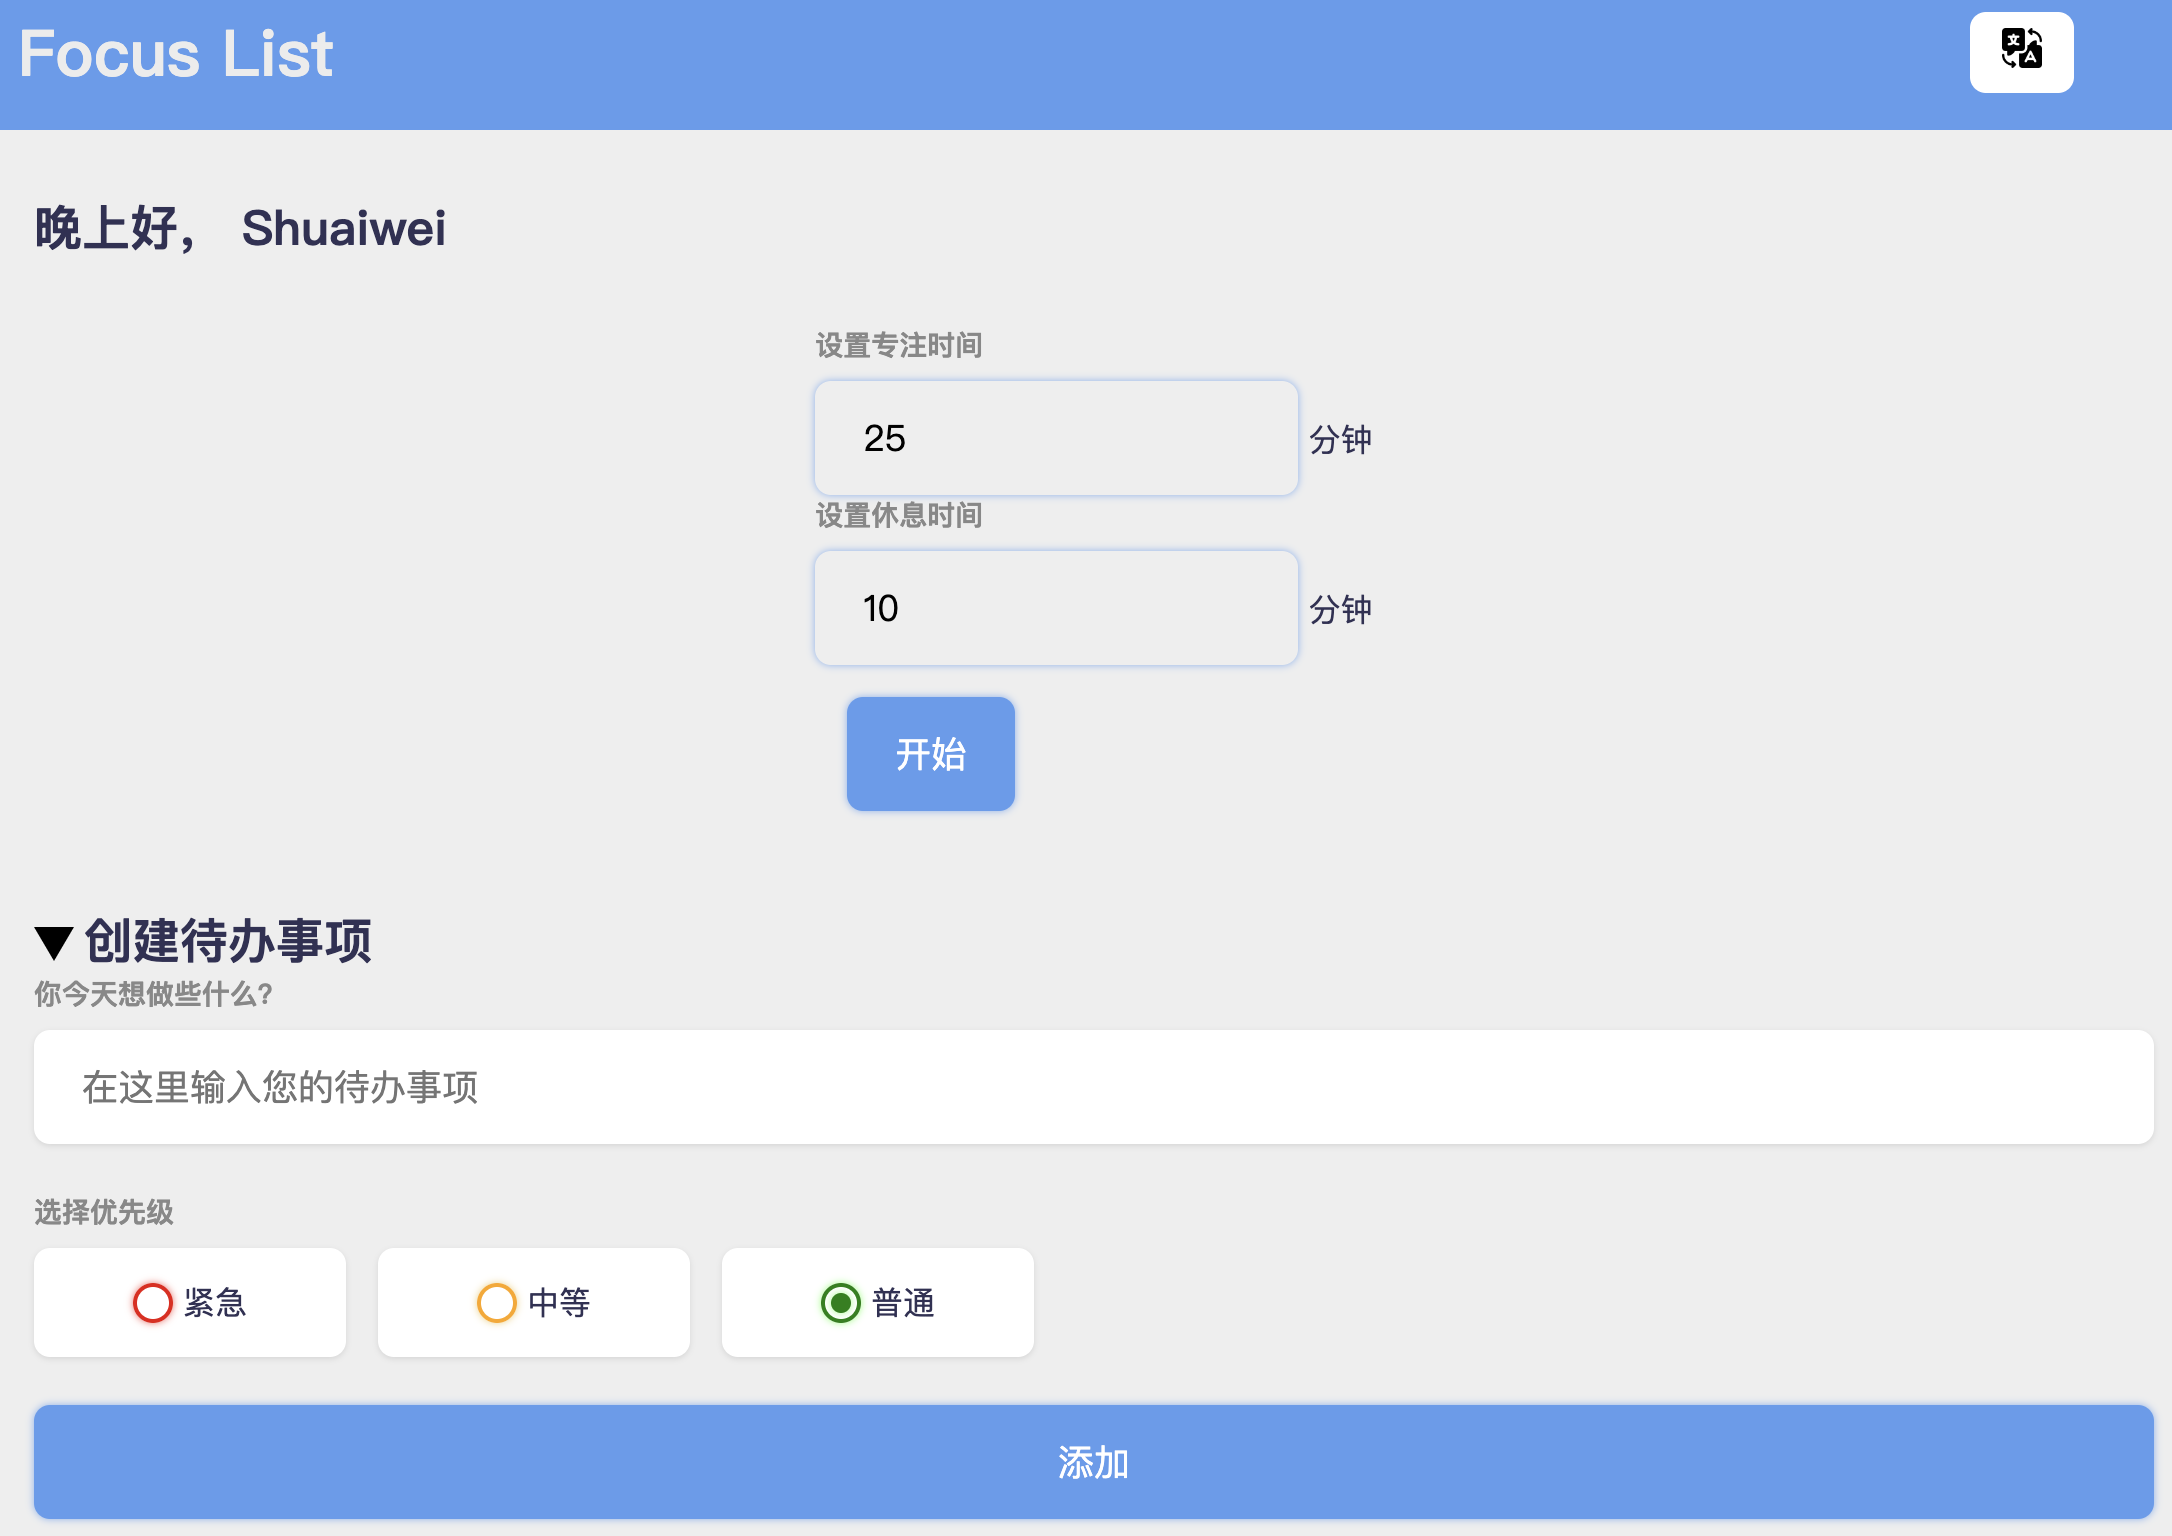 Focus List
晚上好， Shuaiwei
设置专注时间
25 分钟
设置休息时间
10 分钟
开始
创建待办事项
你今天想做些什么?
在这里输入您的待办事项
选择优先级
紧急 中等 普通
添加